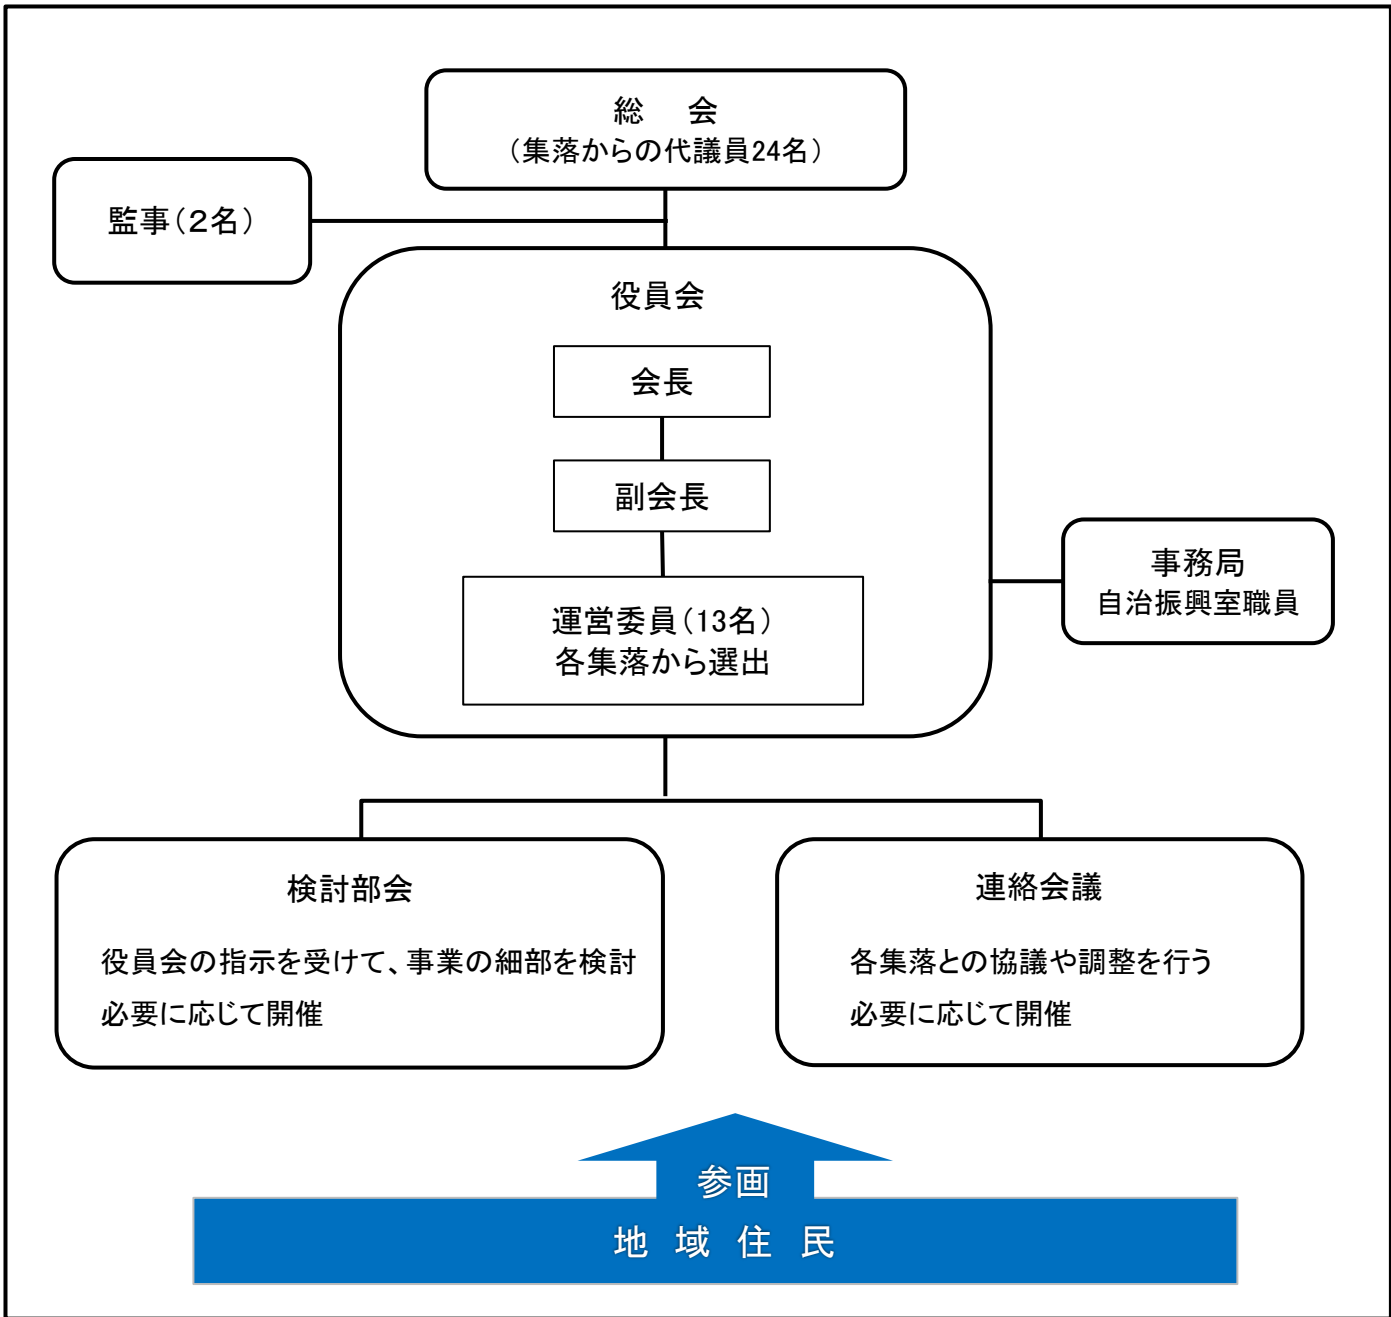 総　会
（集落からの代議員24名）
監事（２名）
役員会
会長
副会長
運営委員（13名）
各集落から選出
事務局
自治振興室職員
検討部会
役員会の指示を受けて、事業の細部を検討
必要に応じて開催
連絡会議
各集落との協議や調整を行う
必要に応じて開催
参画
地 域 住 民